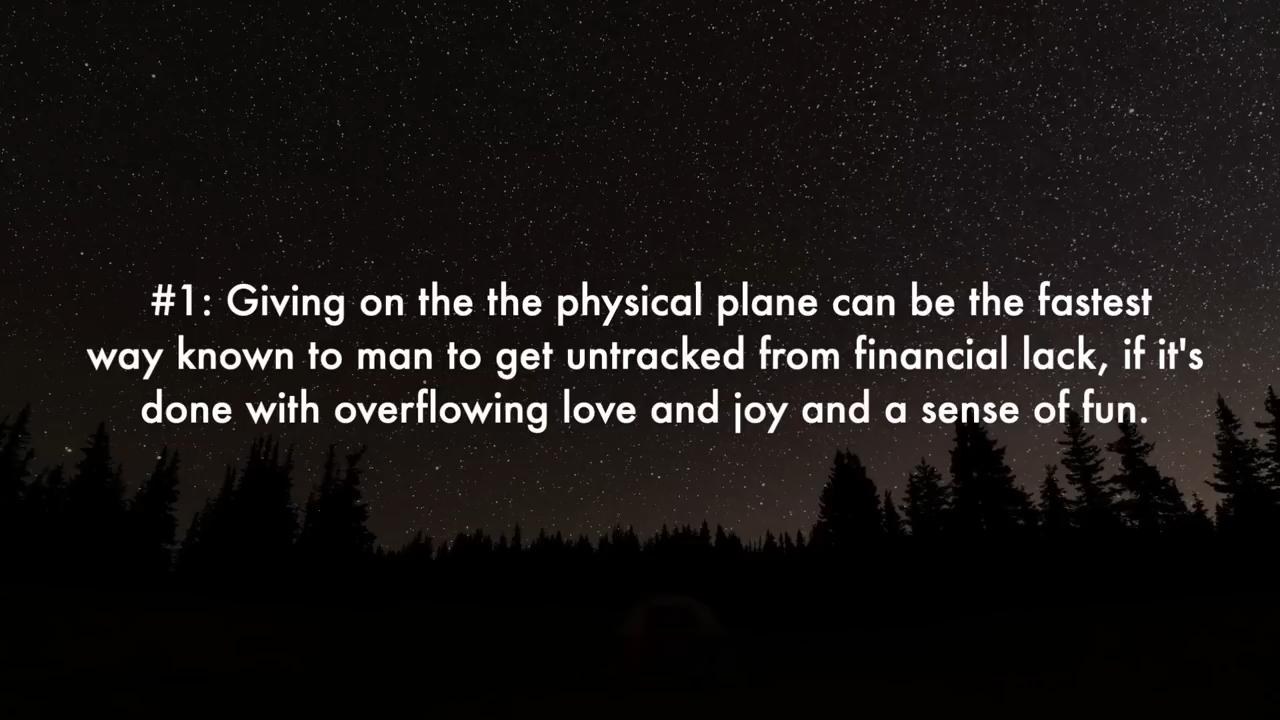 #1: Giving on the the physical plane can be the fastest
way known to man to get untracked from financial lack, if it's
done with overflowing love and joy and a sense of fun.